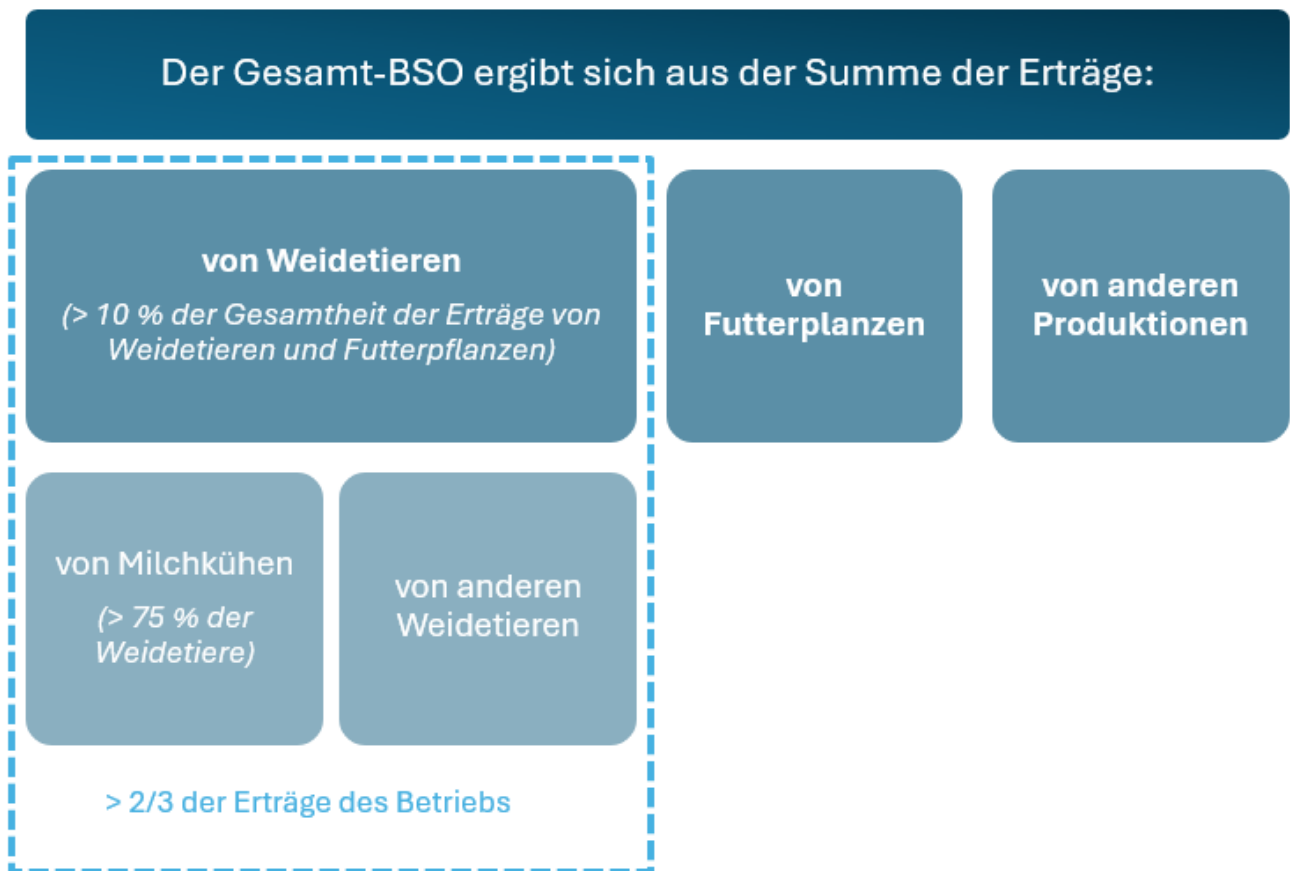 Der Gesamt-BSO ergibt sich aus der Summe der Erträge:
von Weidetieren
(> 10 % der Gesamtheit der Erträge von
Weidetieren und Futterpflanzen)
von
Futterplanzen
von anderen
Produktionen
von Milchkühen
(> 75 % der
Weidetiere)
von anderen
Weidetieren
> 2/3 der Erträge des Betriebs